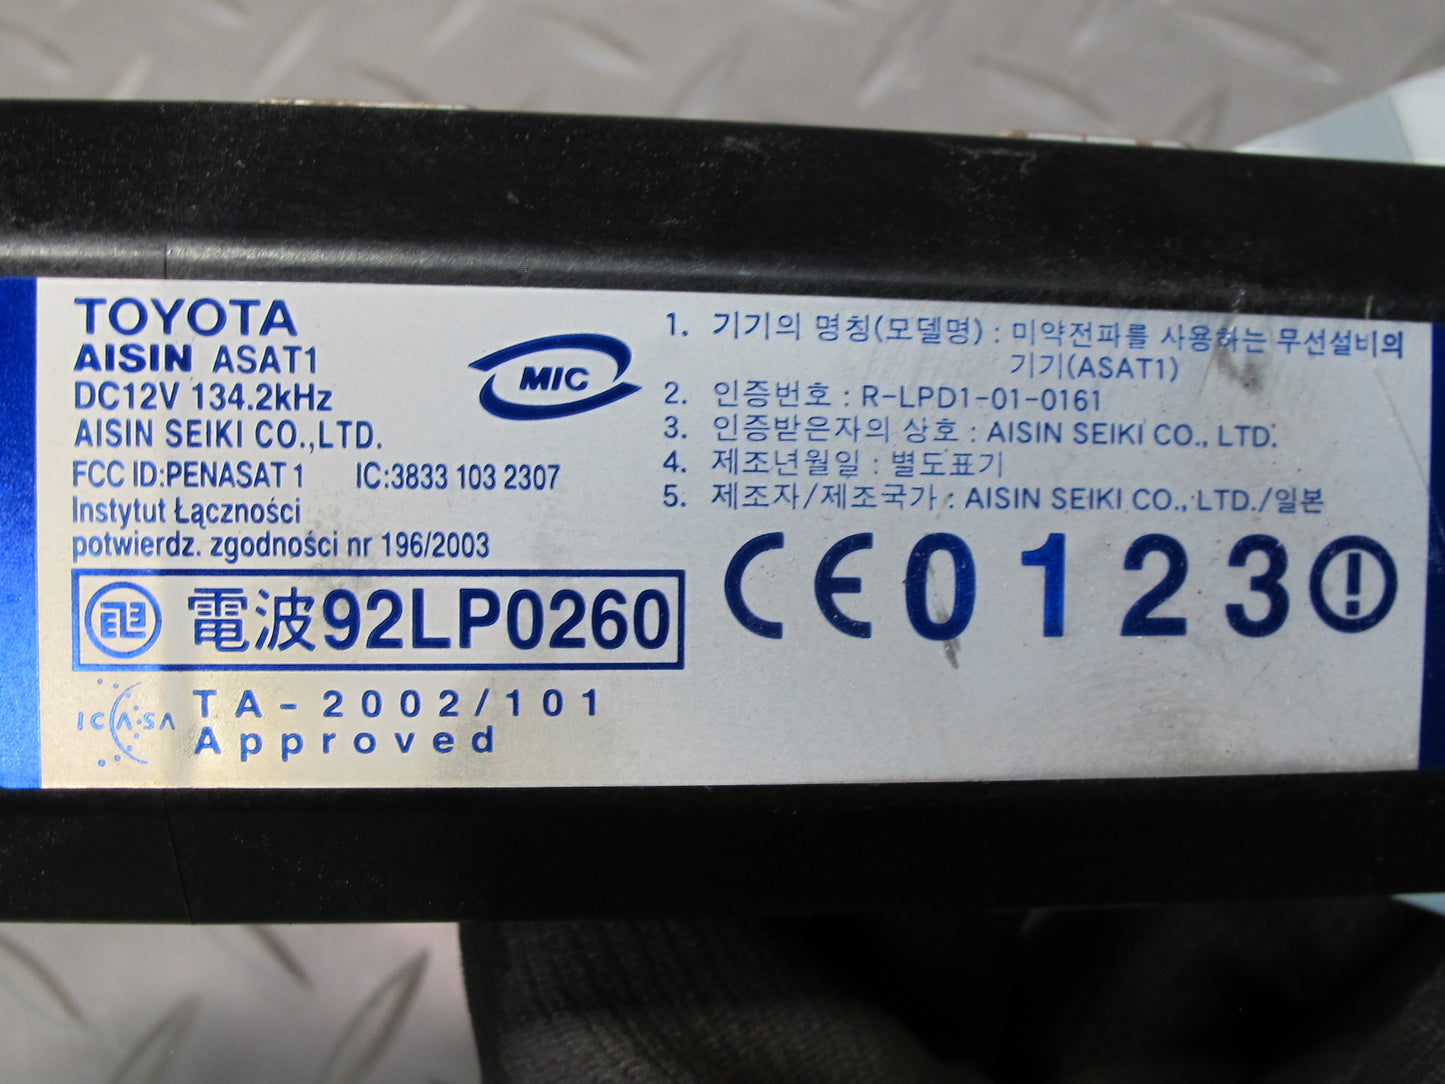 TOYOTA
AISIN ASAT1
DC12V 134.2kHz
AISIN SEIKI CO.,LTD.
FCC ID:PENASAT1 IC:3833 103 2307
Instytut Łączności
potwierdz. zgodności nr 196/2003
電波92LP0260
ICASA
TA-2002/101
Approved
MIC
1. 기기의 명칭(모델명) : 미약전파를 사용하는 무선설비의
기기(ASAT1)
2. 인증번호 : R-LPD1-01-0161
3. 인증받은자의 상호 : AISIN SEIKI CO., LTD.
4. 제조년월일 : 별도표기
5. 제조자/제조국가 : AISIN SEIKI CO., LTD./일본
CE0123!